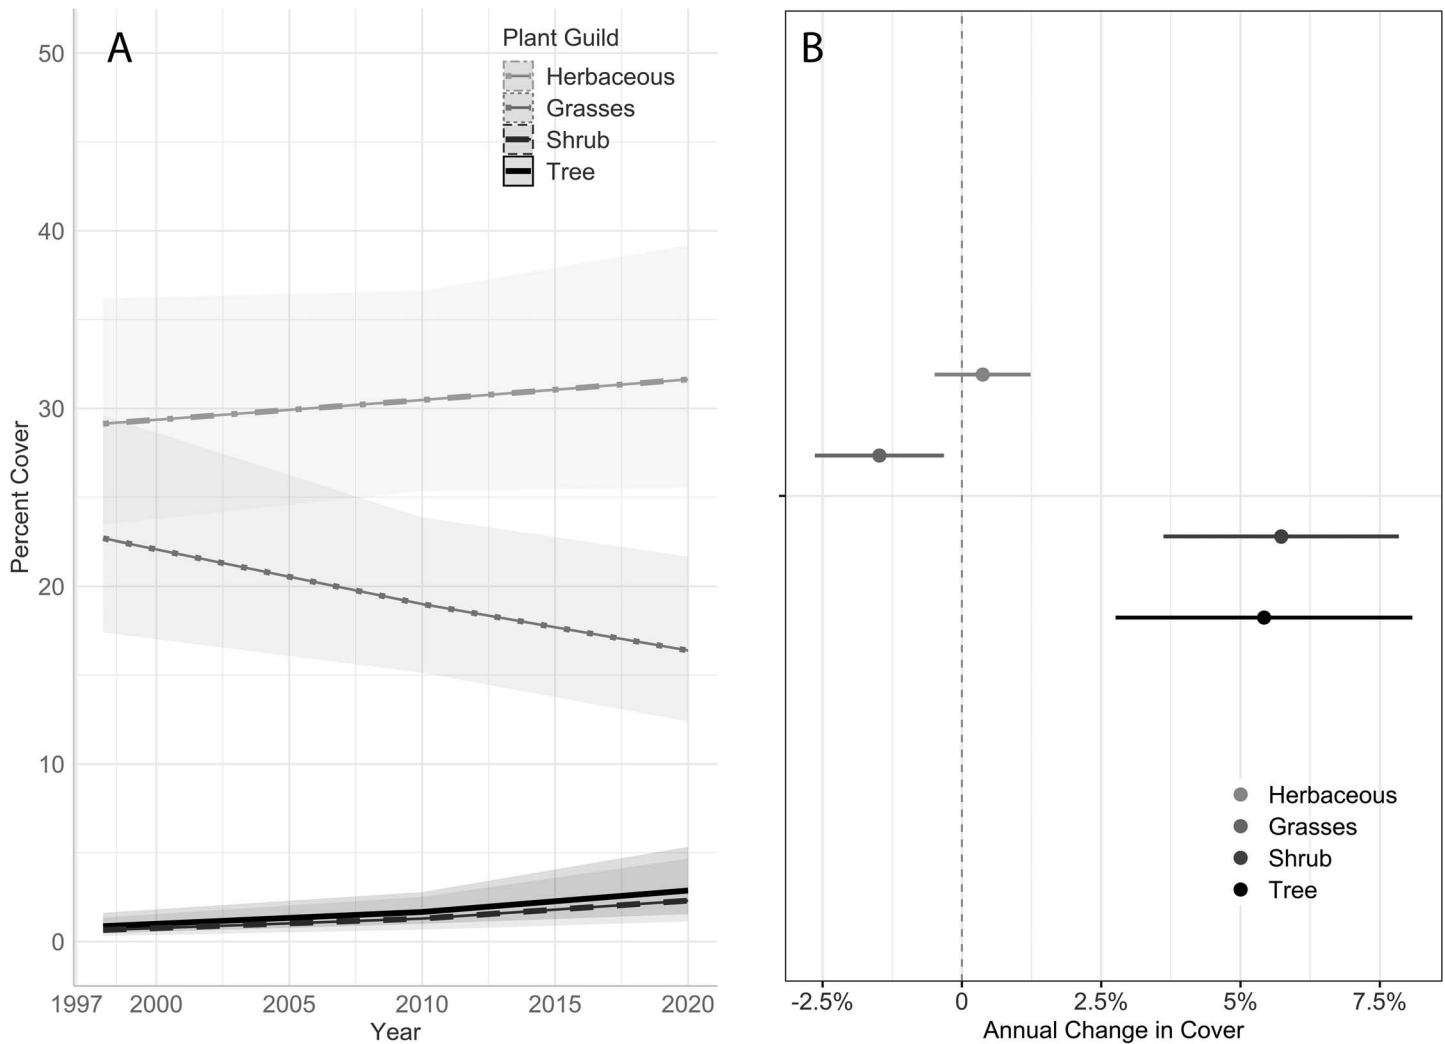 A
Plant Guild
Herbaceous
Grasses
Shrub
Tree
50
40
30
20
10
0
Percent Cover
1997 2000 2005 2010 2015 2020
Year
B
Herbaceous
Grasses
Shrub
Tree
-2.5% 0 2.5% 5% 7.5%
Annual Change in Cover